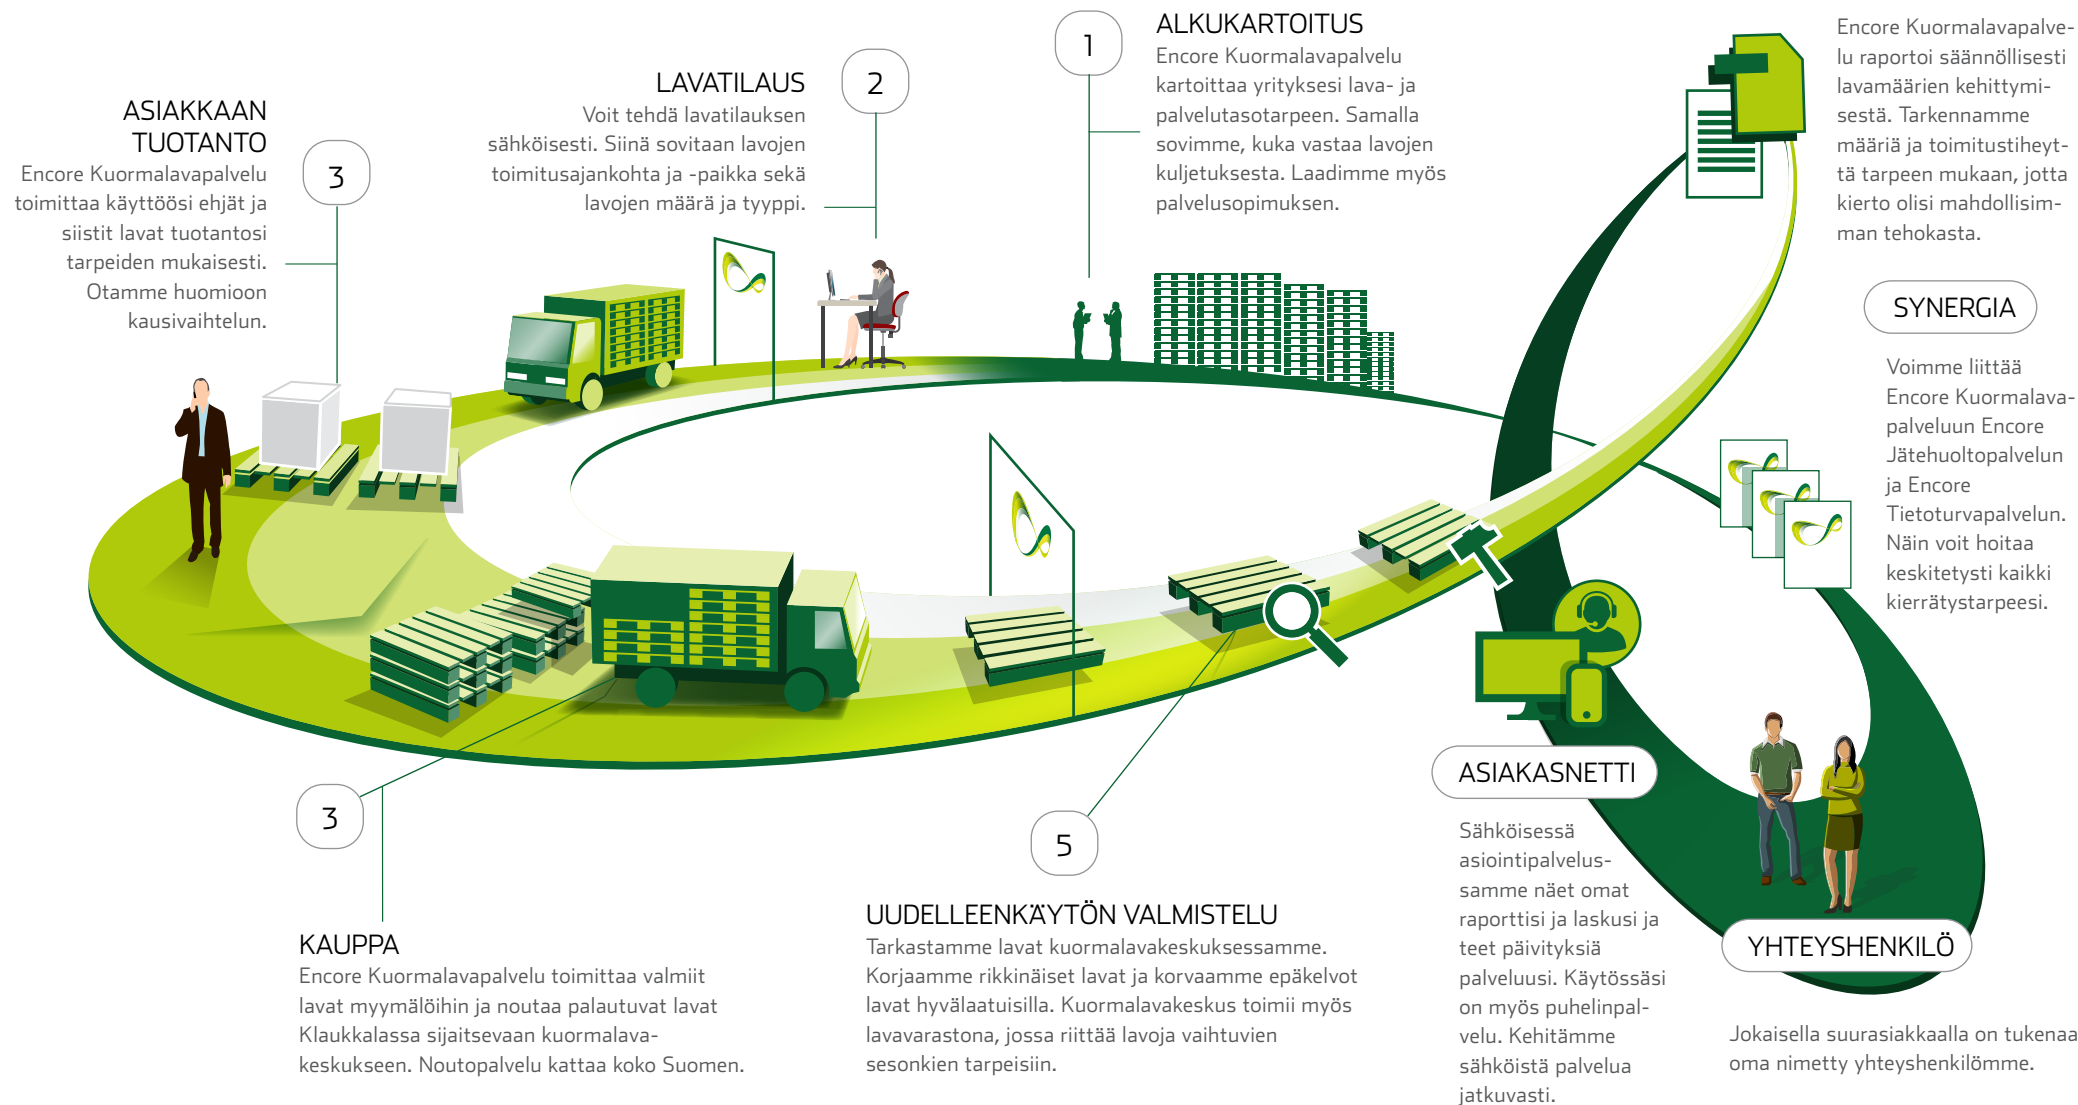 1
ALKUKARTOITUS
Encore Kuormalavapalvelu
kartoittaa yrityksesi lava- ja
palvelutasotarpeen. Samalla
sovimme, kuka vastaa lavojen
kuljetuksesta. Laadimme myös
palvelusopimuksen.
2
LAVATILAUS
Voit tehdä lavatilauksen
sähköisesti. Siinä sovitaan lavojen
toimitusajankohta ja -paikka sekä
lavojen määrä ja tyyppi.
3
ASIAKKAAN
TUOTANTO
Encore Kuormalavapalvelu
toimittaa käyttöösi ehjät ja
siistit lavat tuotantosi
tarpeiden mukaisesti.
Otamme huomioon
kausivaihtelun.
3
KAUPPA
Encore Kuormalavapalvelu toimittaa valmiit
lavat myymälöihin ja noutaa palautuvat lavat
Klaukkalassa sijaitsevaan kuormalava-
keskukseen. Noutopalvelu kattaa koko Suomen.
5
UUDELLEENKÄYTÖN VALMISTELU
Tarkastamme lavat kuormalavakeskuksessamme.
Korjaamme rikkinäiset lavat ja korvaamme epäkelvot
lavat hyvälaatuisilla. Kuormalavakeskus toimii myös
lavavarastona, jossa riittää lavoja vaihtuvien
sesonkien tarpeisiin.
Encore Kuormalavapalve-
lu raportoi säännöllisesti
lavamäärien kehittymi-
sestä. Tarkennamme
määriä ja toimitustiheyt-
tä tarpeen mukaan, jotta
kierto olisi mahdollisim-
man tehokasta.
SYNERGIA
Voimme liittää
Encore Kuormalava-
palveluun Encore
Jätehuoltopalvelun
ja Encore
Tietoturvapalvelun.
Näin voit hoitaa
keskitetysti kaikki
kierrätystarpeesi.
ASIAKASNETTI
Sähköisessä
asiointipalvelus-
samme näet omat
raporttisi ja laskusi ja
teet päivityksiä
palveluusi. Käytössäsi
on myös puhelinpal-
velu. Kehitämme
sähköistä palvelua
jatkuvasti.
YHTEYSHENKILÖ
Jokaisella suurasiakkaalla on tukenaan
oma nimetty yhteyshenkilömme.